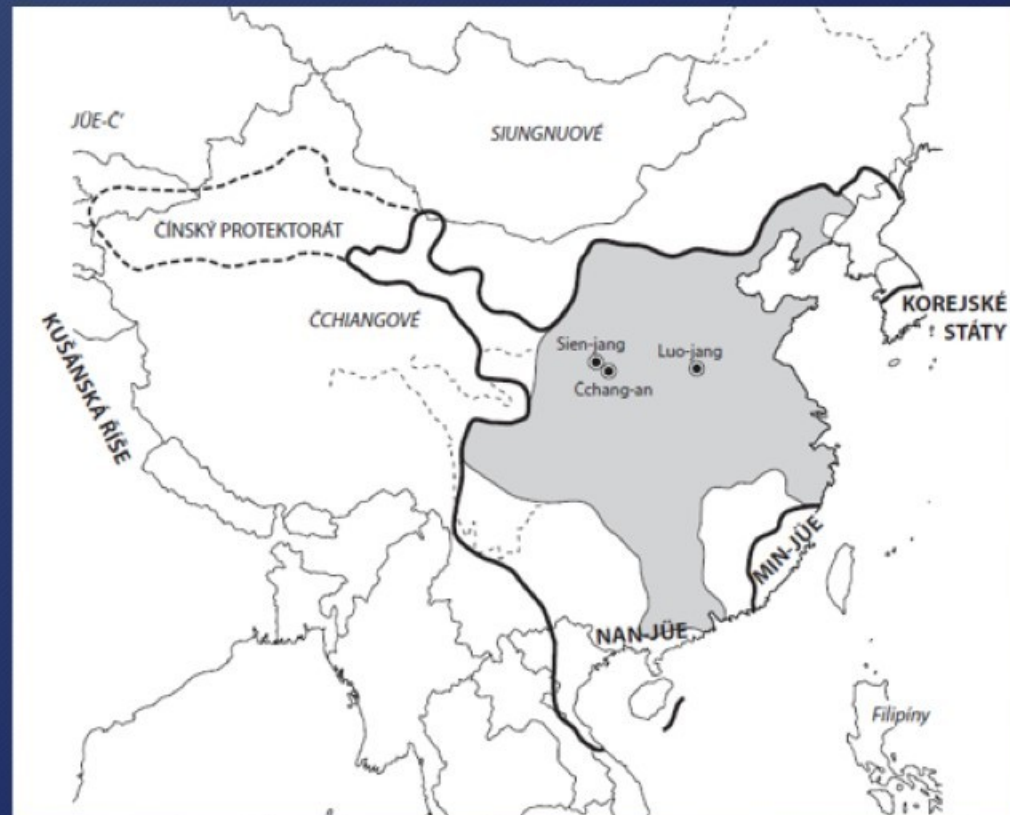 JÜE-Č'
SIUNGNUOVÉ
ČÍNSKÝ PROTEKTORÁT
ČCHIANGOVÉ
KOREJSKÉ
STÁTY
KUŠÁNSKÁ ŘÍŠE
Sien-jang
Luo-jang
Čchang-an
MIN-JÜE
NAN-JÜE
Filipíny